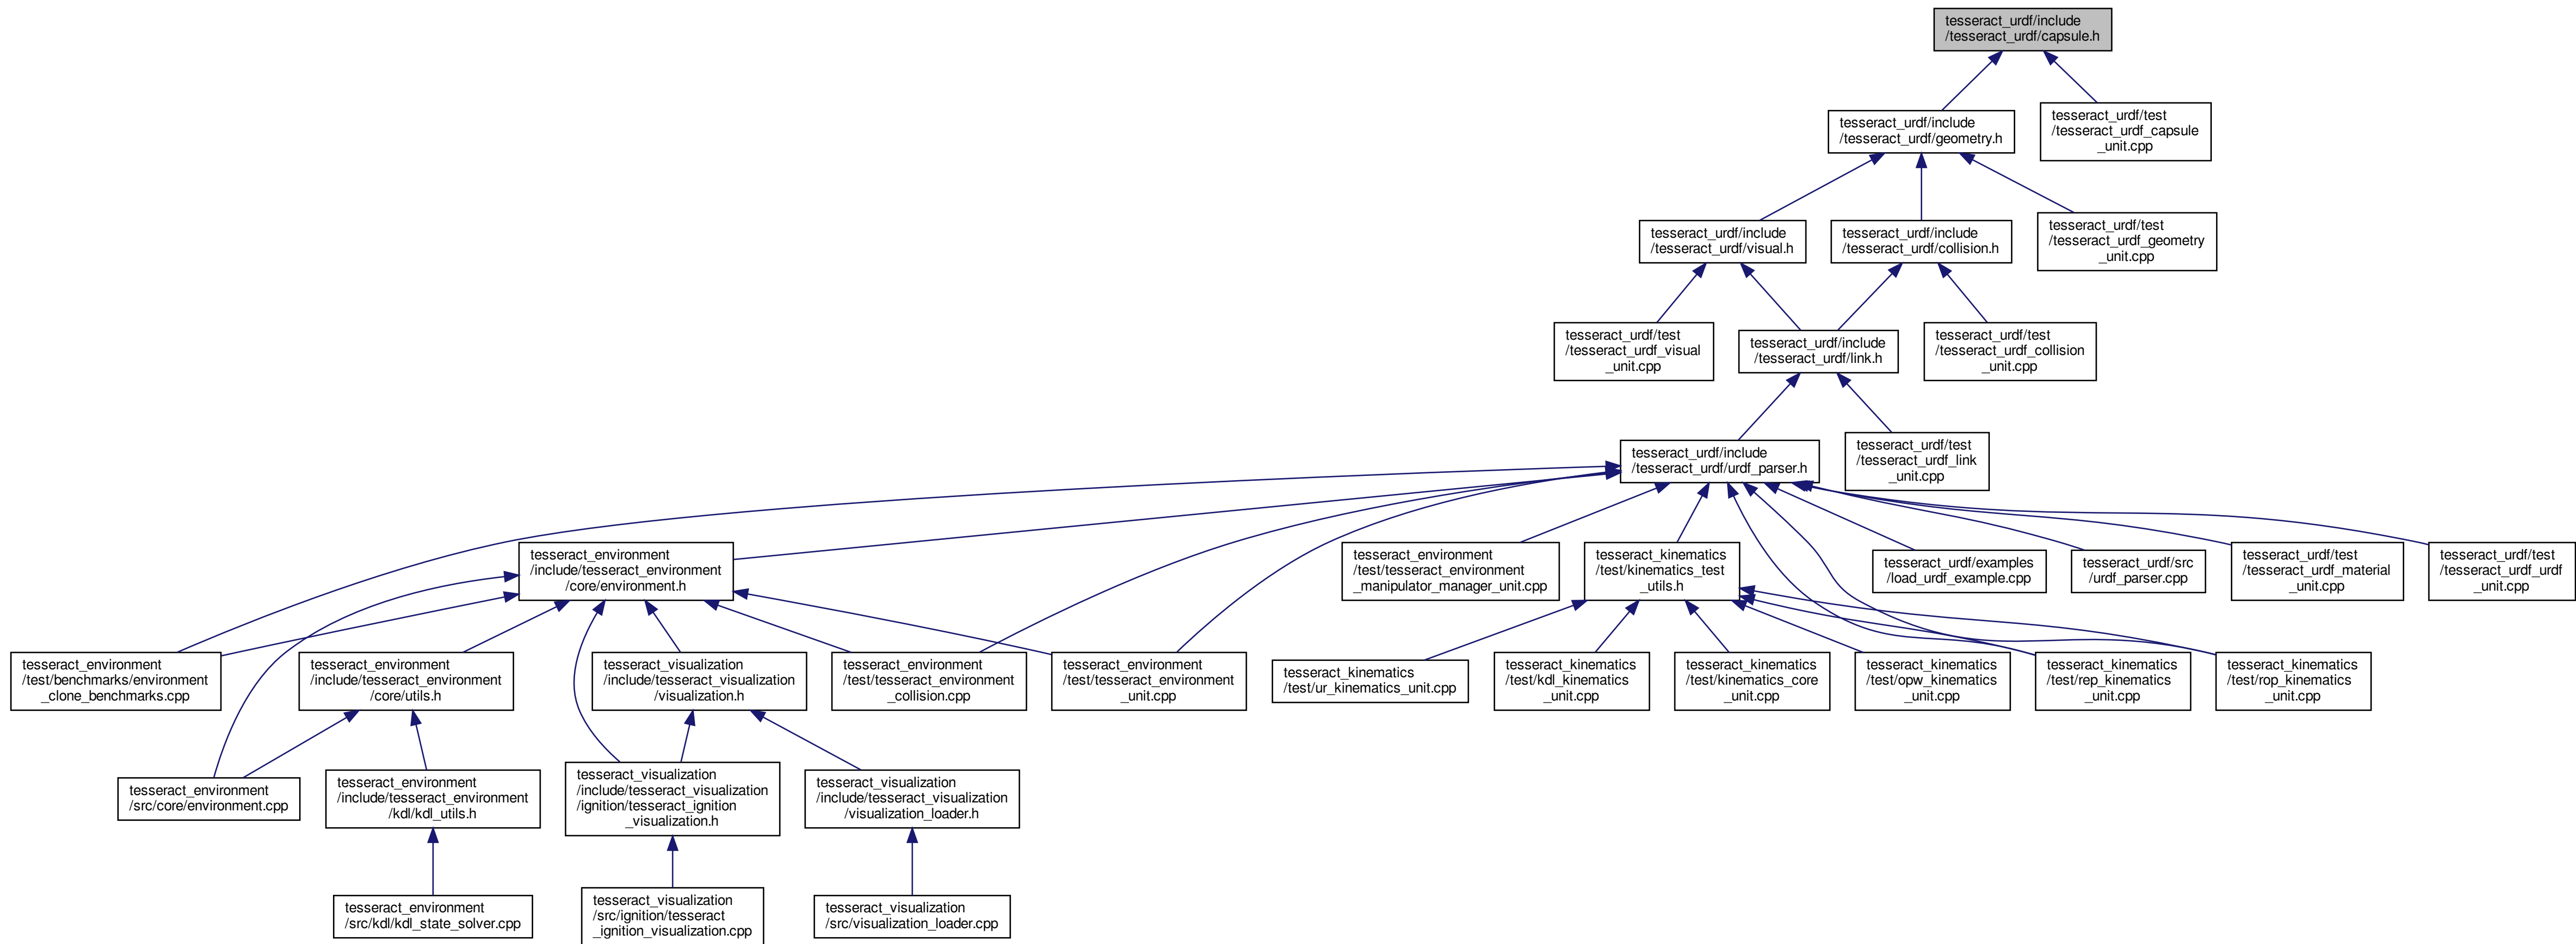 tesseract_urdf/include
/tesseract_urdf/capsule.h
tesseract_urdf/include
/tesseract_urdf/geometry.h
tesseract_urdf/test
/tesseract_urdf_capsule
_unit.cpp
tesseract_urdf/include
/tesseract_urdf/visual.h
tesseract_urdf/include
/tesseract_urdf/collision.h
tesseract_urdf/test
/tesseract_urdf_geometry
_unit.cpp
tesseract_urdf/test
/tesseract_urdf_visual
_unit.cpp
tesseract_urdf/include
/tesseract_urdf/link.h
tesseract_urdf/test
/tesseract_urdf_collision
_unit.cpp
tesseract_urdf/include
/tesseract_urdf/urdf_parser.h
tesseract_urdf/test
/tesseract_urdf_link
_unit.cpp
tesseract_environment
/include/tesseract_environment
/core/environment.h
tesseract_environment
/test/tesseract_environment
_manipulator_manager_unit.cpp
tesseract_kinematics
/test/kinematics_test
_utils.h
tesseract_urdf/examples
/load_urdf_example.cpp
tesseract_urdf/src
/urdf_parser.cpp
tesseract_urdf/test
/tesseract_urdf_material
_unit.cpp
tesseract_urdf/test
/tesseract_urdf_urdf
_unit.cpp
tesseract_environment
/test/benchmarks/environment
_clone_benchmarks.cpp
tesseract_environment
/include/tesseract_environment
/core/utils.h
tesseract_visualization
/include/tesseract_visualization
/visualization.h
tesseract_environment
/test/tesseract_environment
_collision.cpp
tesseract_environment
/test/tesseract_environment
_unit.cpp
tesseract_kinematics
/test/ur_kinematics_unit.cpp
tesseract_kinematics
/test/kdl_kinematics
_unit.cpp
tesseract_kinematics
/test/kinematics_core
_unit.cpp
tesseract_kinematics
/test/opw_kinematics
_unit.cpp
tesseract_kinematics
/test/rep_kinematics
_unit.cpp
tesseract_kinematics
/test/rop_kinematics
_unit.cpp
tesseract_environment
/src/core/environment.cpp
tesseract_environment
/include/tesseract_environment
/kdl/kdl_utils.h
tesseract_visualization
/include/tesseract_visualization
/ignition/tesseract_ignition
_visualization.h
tesseract_visualization
/include/tesseract_visualization
/visualization_loader.h
tesseract_environment
/src/kdl/kdl_state_solver.cpp
tesseract_visualization
/src/ignition/tesseract
_ignition_visualization.cpp
tesseract_visualization
/src/visualization_loader.cpp